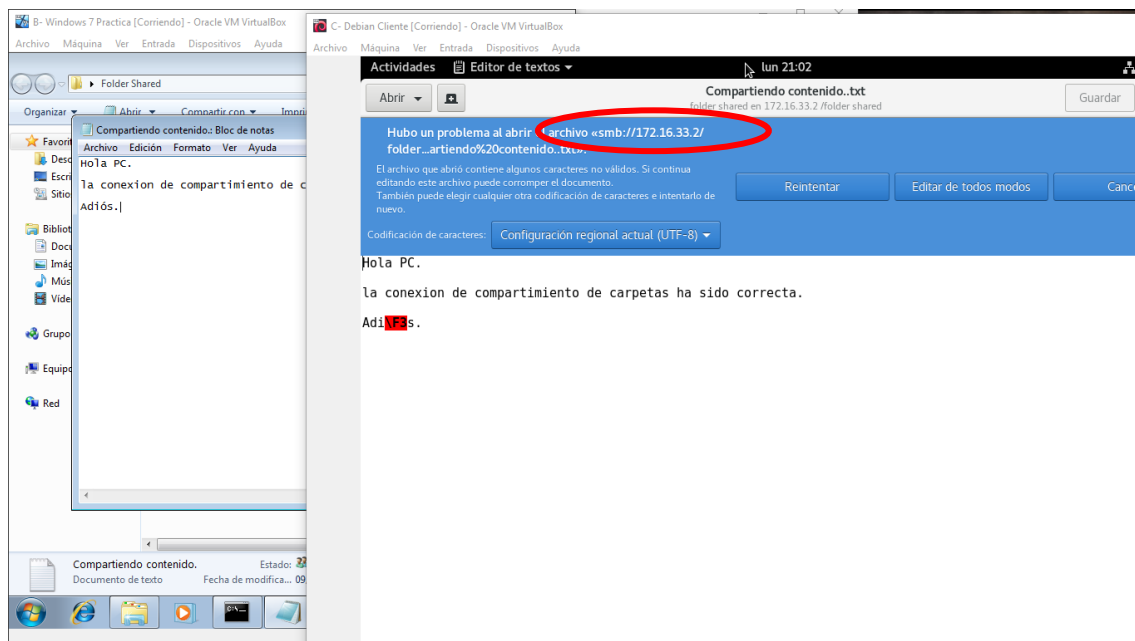 B- Windows 7 Practica [Corriendo] - Oracle VM VirtualBox
Archivo Máquina Ver Entrada Dispositivos Ayuda
Folder Shared
Organizar Abrir Compartir con
Favorit
Sitio
Bibliot
Imág
Mús
Víde
Grupo
Equipo
Red
Compartiendo contenido.: Bloc de notas
Archivo Edición Formato Ver Ayuda
Hola PC.
la conexion de compartimiento de c
Adiós.
Compartiendo contenido. Estado:
Documento de texto Fecha de modifica... 09
C- Debian Cliente [Corriendo] - Oracle VM VirtualBox
Archivo Máquina Ver Entrada Dispositivos Ayuda
Actividades Editor de textos lun 21:02
Abrir
Compartiendo contenido..txt
folder shared en 172.16.33.2 /folder shared
Guardar
Hubo un problema al abrir el archivo «smb://172.16.33.2/
folder...artiendo%20contenido..txt».
El archivo que abrió contiene algunos caracteres no válidos. Si continua
editando este archivo puede corromper el documento.
También puede elegir cualquier otra codificación de caracteres e intentarlo de
nuevo.
Reintentar
Editar de todos modos
Canc
Codificación de caracteres: Configuración regional actual (UTF-8)
Hola PC.
la conexion de compartimiento de carpetas ha sido correcta.
Adi\F3s.